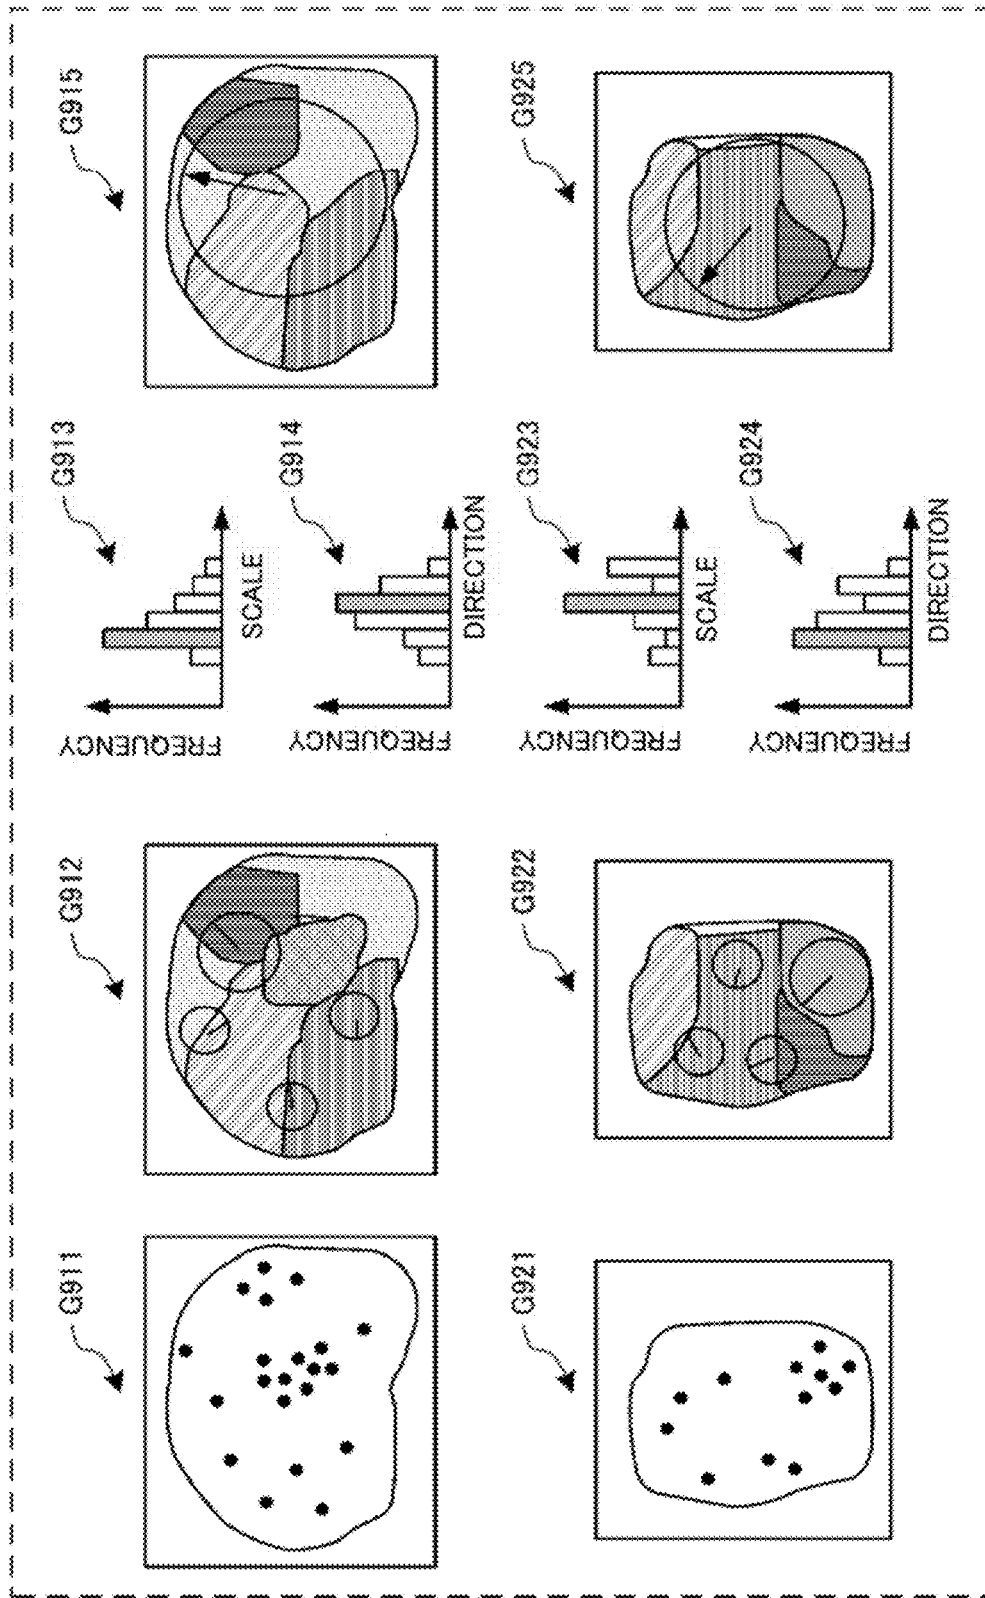 G911
G912
G913
G915
FREQUENCY
SCALE
G914
FREQUENCY
DIRECTION
G921
G922
G923
G925
FREQUENCY
SCALE
G924
FREQUENCY
DIRECTION